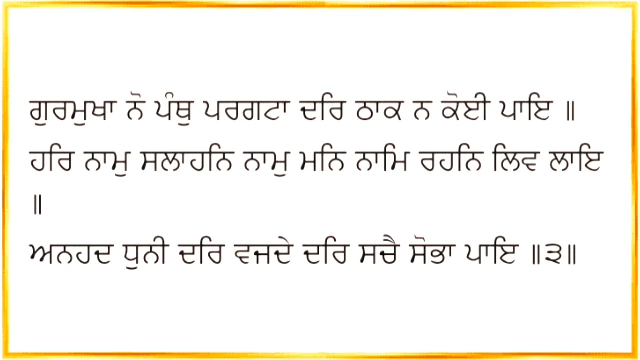 ਗੁਰਮੁਖਾ ਨੋ ਪੰਥੁ ਪਰਗਟਾ ਦਰਿ ਠਾਕ ਨ ਕੋਈ ਪਾਇ ॥
ਹਰਿ ਨਾਮੁ ਸਲਾਹਨਿ ਨਾਮੁ ਮਨਿ ਨਾਮਿ ਰਹਨਿ ਲਿਵ ਲਾਇ
॥
ਅਨਹਦ ਧੁਨੀ ਦਰਿ ਵਜਦੇ ਦਰਿ ਸਚੈ ਸੋਭਾ ਪਾਇ ॥੩॥